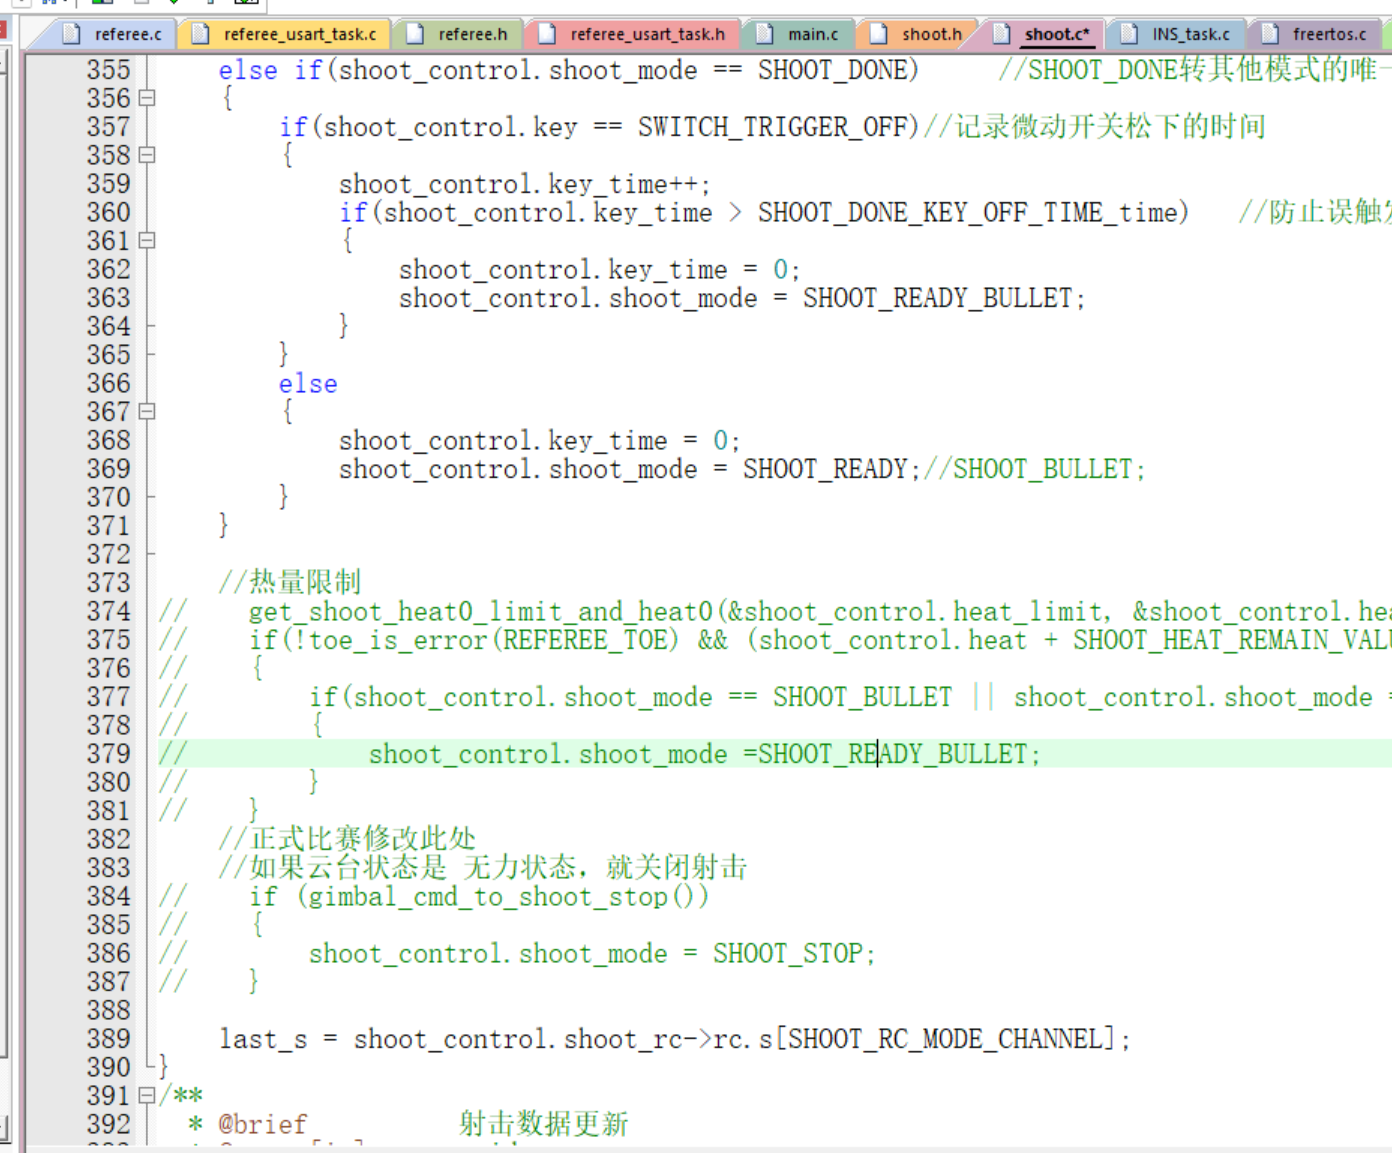 referee.c referee_usart_task.c referee.h referee_usart_task.h main.c shoot.h shoot.c* INS_task.c freertos.c
355 else if(shoot_control.shoot_mode == SHOOT_DONE) //SHOOT_DONE转其他模式的唯一
356 {
357 if(shoot_control.key == SWITCH_TRIGGER_OFF)//记录微动开关松下的时间
358 {
359 shoot_control.key_time++;
360 if(shoot_control.key_time > SHOOT_DONE_KEY_OFF_TIME_time) //防止误触发
361 {
362 shoot_control.key_time = 0;
363 shoot_control.shoot_mode = SHOOT_READY_BULLET;
364 }
365 }
366 else
367 {
368 shoot_control.key_time = 0;
369 shoot_control.shoot_mode = SHOOT_READY;//SHOOT_BULLET;
370 }
371 }
372
373 //热量限制
374 // get_shoot_heat0_limit_and_heat0(&shoot_control.heat_limit, &shoot_control.hea
375 // if(!toe_is_error(REFEREE_TOE) && (shoot_control.heat + SHOOT_HEAT_REMAIN_VALU
376 // {
377 // if(shoot_control.shoot_mode == SHOOT_BULLET || shoot_control.shoot_mode =
378 // {
379 // shoot_control.shoot_mode =SHOOT_READY_BULLET;
380 // }
381 // }
382 //正式比赛修改此处
383 //如果云台状态是 无力状态，就关闭射击
384 // if (gimbal_cmd_to_shoot_stop())
385 // {
386 // shoot_control.shoot_mode = SHOOT_STOP;
387 // }
388
389 last_s = shoot_control.shoot_rc->rc.s[SHOOT_RC_MODE_CHANNEL];
390 }
391 /**
392 * @brief 射击数据更新